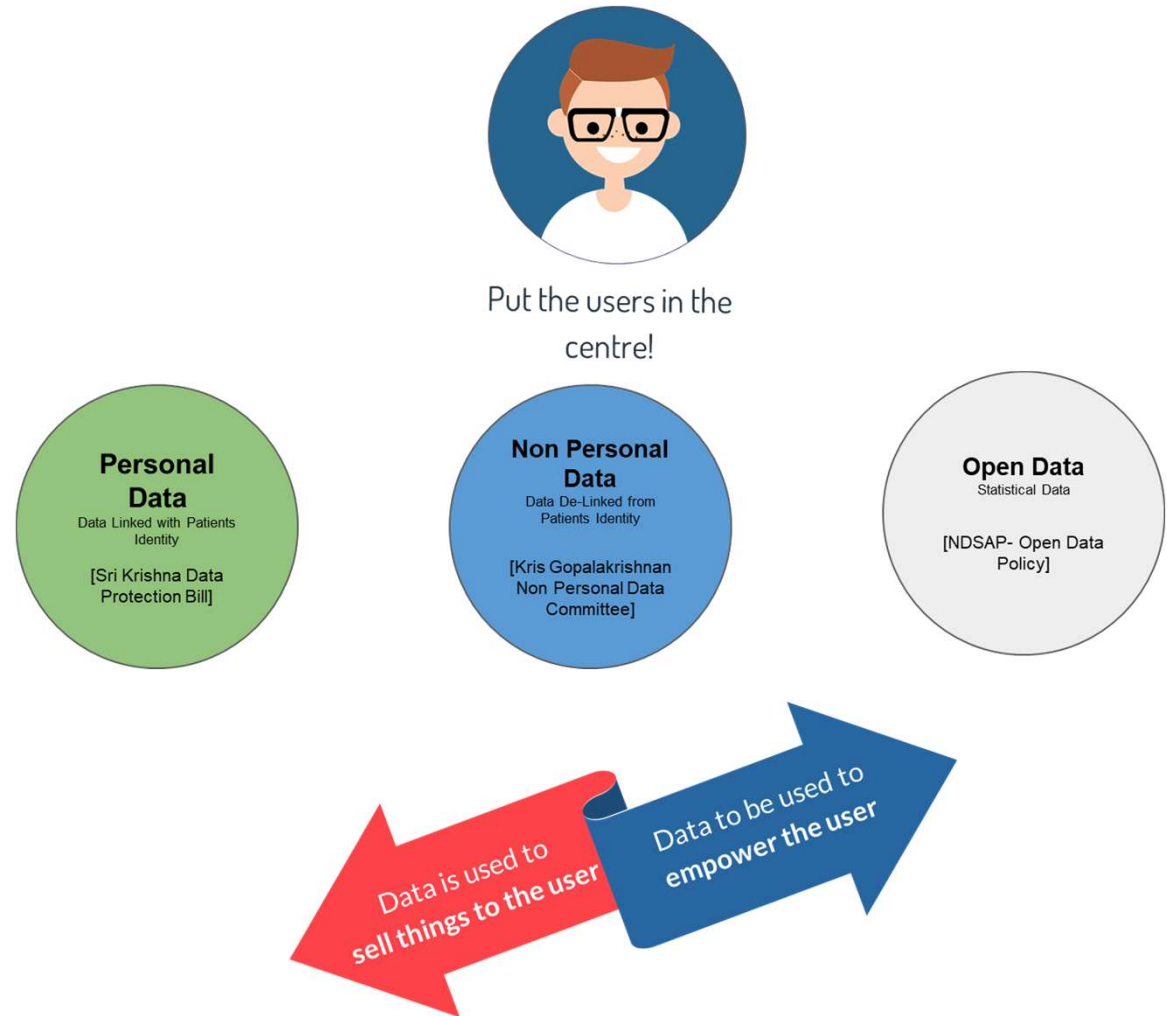 Put the users in the
centre!
Personal
Data
Data Linked with Patients
Identity
[Sri Krishna Data
Protection Bill]
Non Personal
Data
Data De-Linked from
Patients Identity
[Kris Gopalakrishnan
Non Personal Data
Committee]
Open Data
Statistical Data
[NDSAP- Open Data
Policy]
Data is used to
sell things to the user
Data to be used to
empower the user